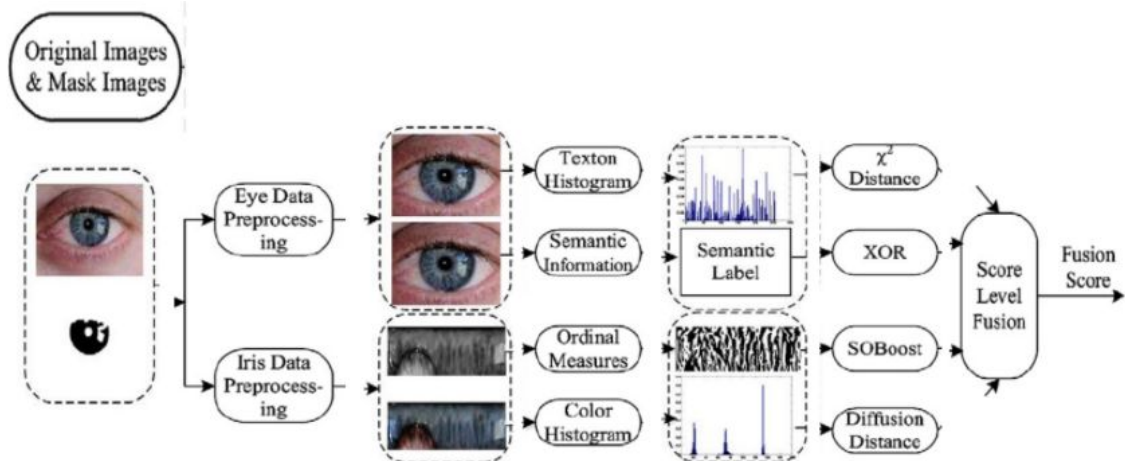 Original Images
& Mask Images
Eye Data
Preprocess-
ing
Iris Data
Preprocess-
ing
Texton
Histogram
Semantic
Information
Ordinal
Measures
Color
Histogram
Semantic
Label
χ²
Distance
XOR
SOBoost
Diffusion
Distance
Score
Level
Fusion
Fusion
Score